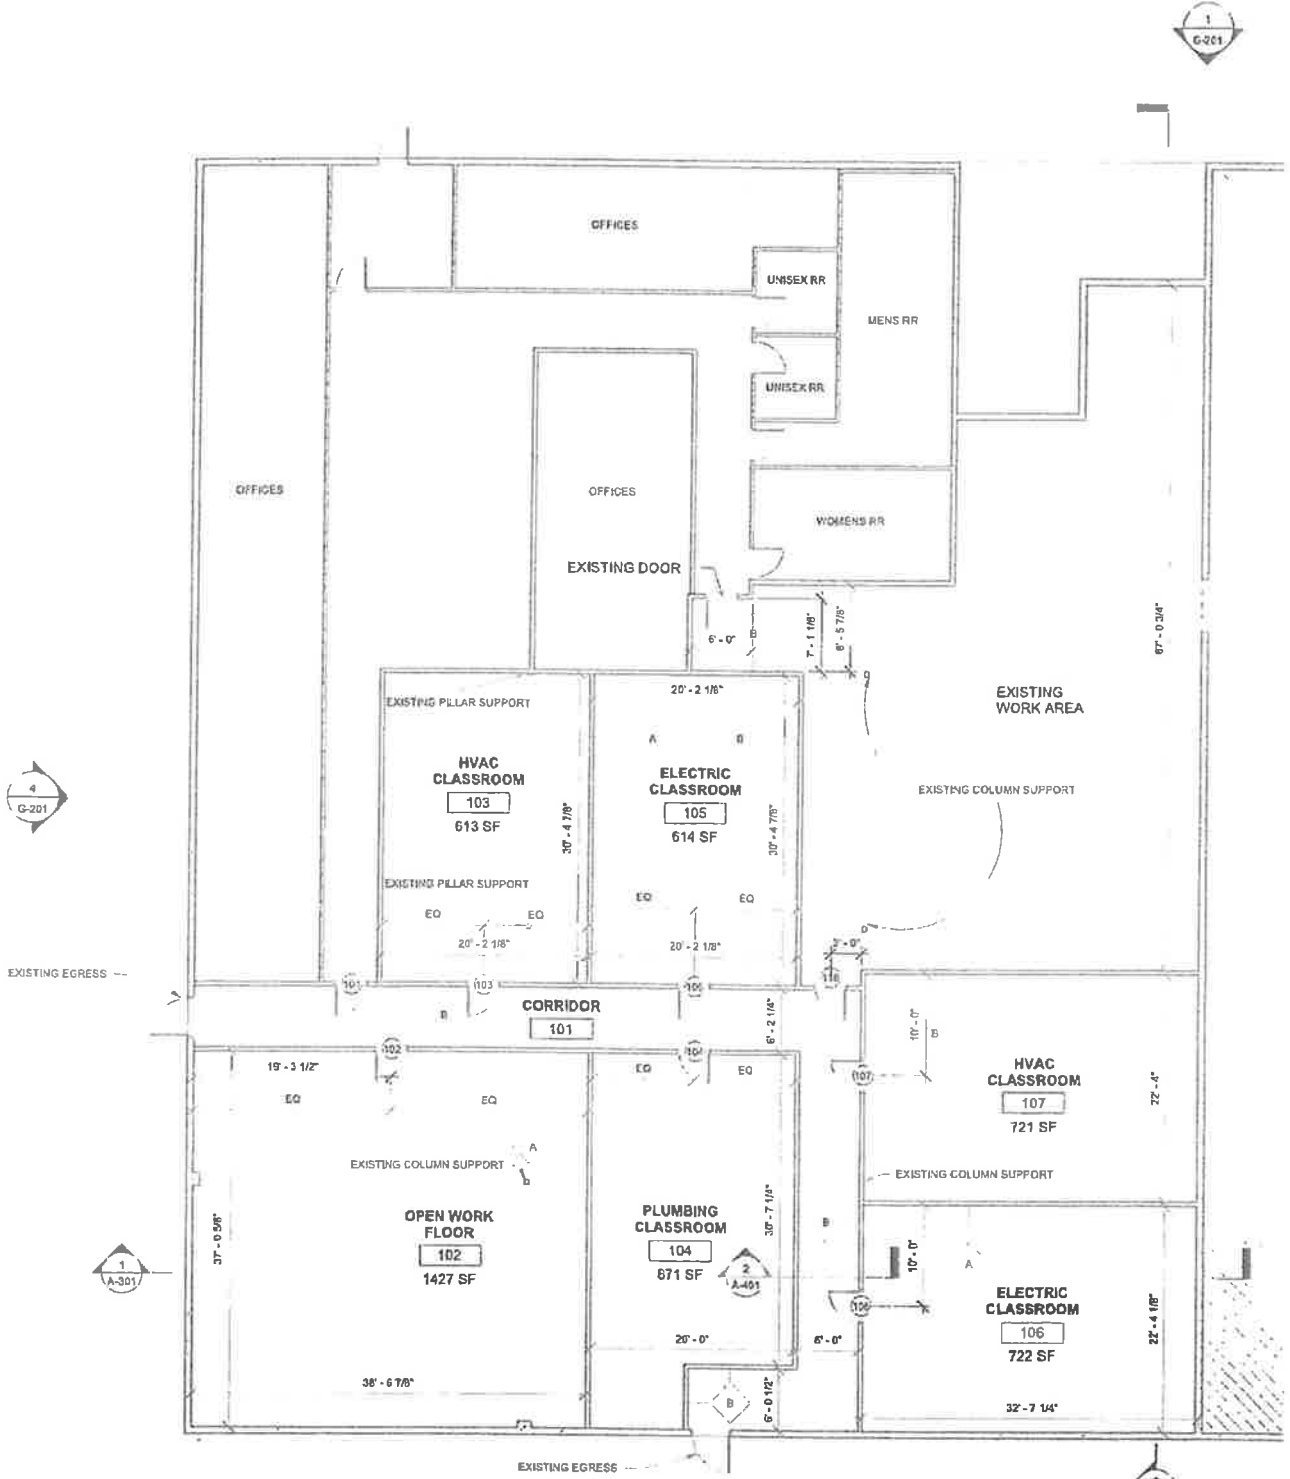 1
G-201
OFFICES
UNISEX RR
MENS RR
UNISEX RR
OFFICES
OFFICES
WOMENS RR
EXISTING DOOR
6' - 0"
B
7' - 1 1/8"
6' - 5 7/8"
67' - 0 3/4"
EXISTING PILLAR SUPPORT
20' - 2 1/8"
EXISTING
WORK AREA
A
B
HVAC
CLASSROOM
103
613 SF
30' - 4 7/8"
ELECTRIC
CLASSROOM
105
614 SF
30' - 4 7/8"
EXISTING COLUMN SUPPORT
4
G-201
EXISTING PILLAR SUPPORT
EQ
EQ
20' - 2 1/8"
EQ
EQ
20' - 2 1/8"
D
2' - 0"
EXISTING EGRESS
101
103
105
B
CORRIDOR
101
6' - 2 1/4"
102
104
19' - 3 1/2"
EQ
EQ
EQ
EQ
10' - 0"
B
107
HVAC
CLASSROOM
107
721 SF
22' - 4"
A
EXISTING COLUMN SUPPORT
EXISTING COLUMN SUPPORT
OPEN WORK
FLOOR
102
1427 SF
37' - 0 5/8"
PLUMBING
CLASSROOM
104
671 SF
30' - 7 1/4"
B
1
A-301
2
A-401
10' - 0"
A
106
ELECTRIC
CLASSROOM
106
722 SF
22' - 4 1/8"
20' - 0"
6' - 0"
38' - 6 7/8"
B
6' - 0 1/2"
32' - 7 1/4"
EXISTING EGRESS